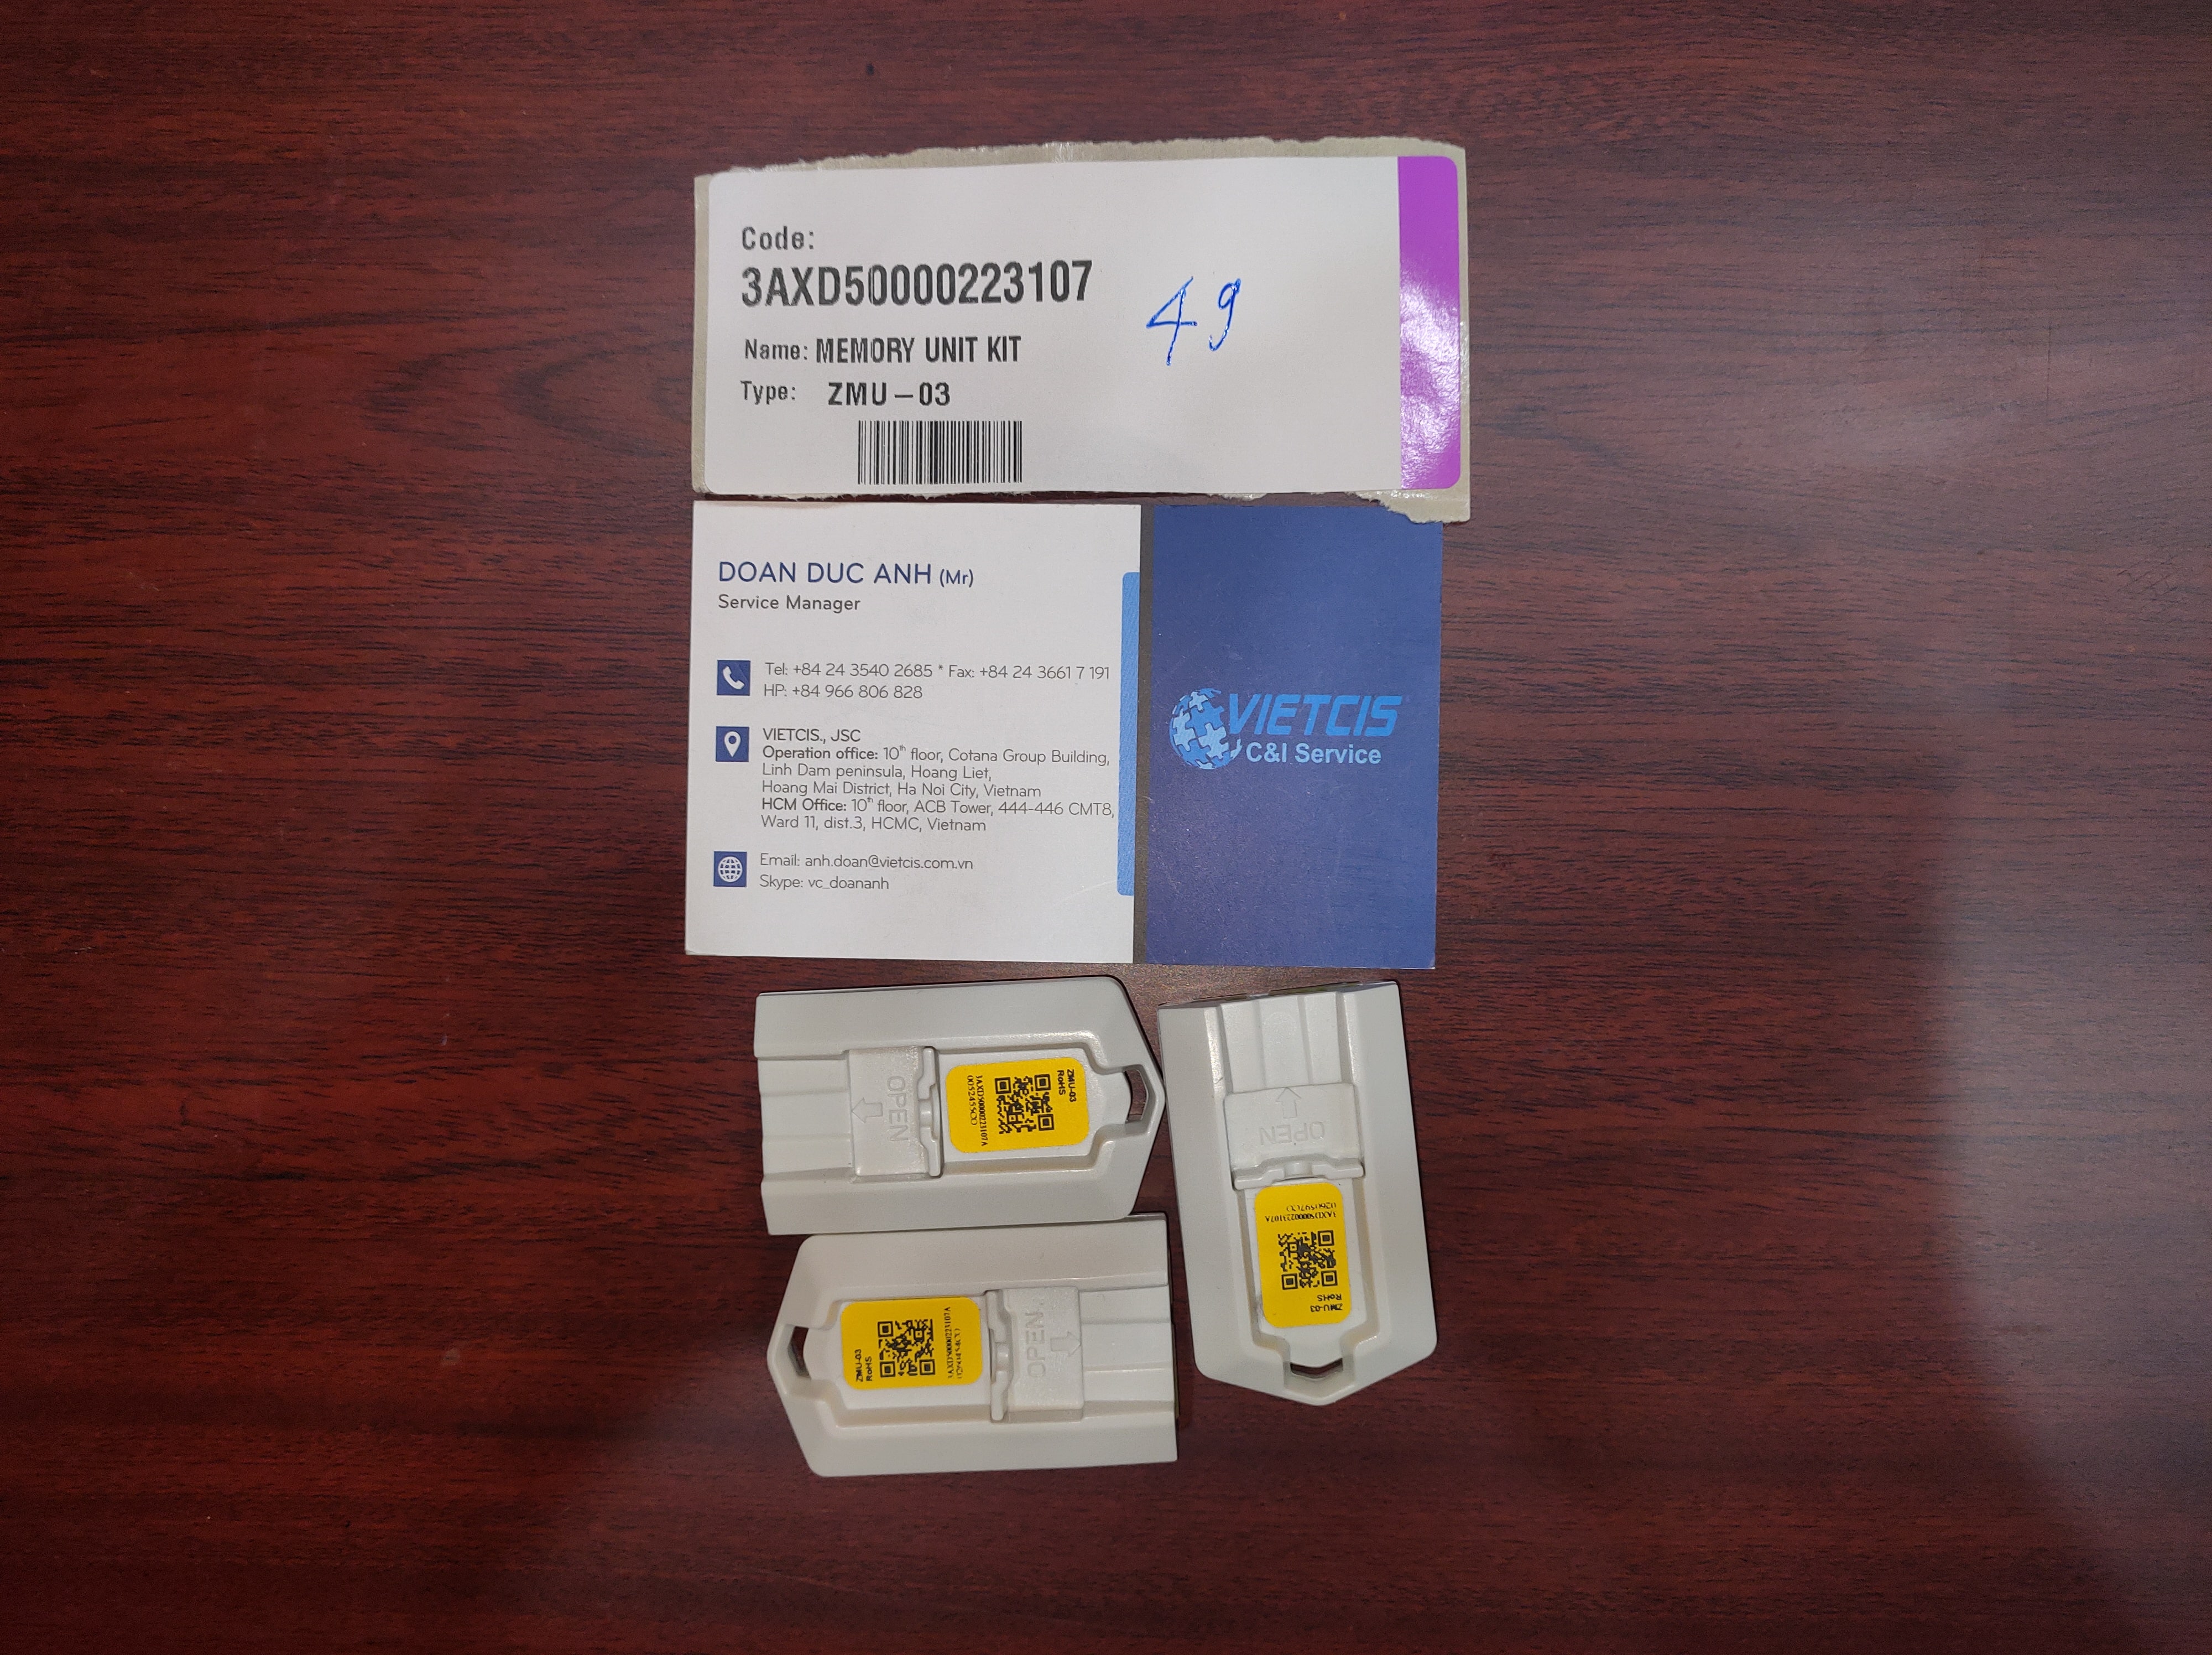 Code:
3AXD50000223107
49
Name: MEMORY UNIT KIT
Type: ZMU-03
DOAN DUC ANH (Mr)
Service Manager
Tel: +84 24 3540 2685 * Fax: +84 24 3661 7 191
HP: +84 966 806 828
VIETCIS., JSC
Operation office: 10th floor, Cotana Group Building,
Linh Dam peninsula, Hoang Liet,
Hoang Mai District, Ha Noi City, Vietnam
HCM Office: 10th floor, ACB Tower, 444-446 CMT8,
Ward 11, dist.3, HCMC, Vietnam
Email: anh.doan@vietcis.com.vn
Skype: vc_doananh
VIETCIS
C&I Service
OPEN
ZMU-03
RoHS
3AXD50000223107A
OPEN
ZMU-03
RoHS
3AXD50000223107A
OPEN
ZMU-03
RoHS
3AXD50000223107A